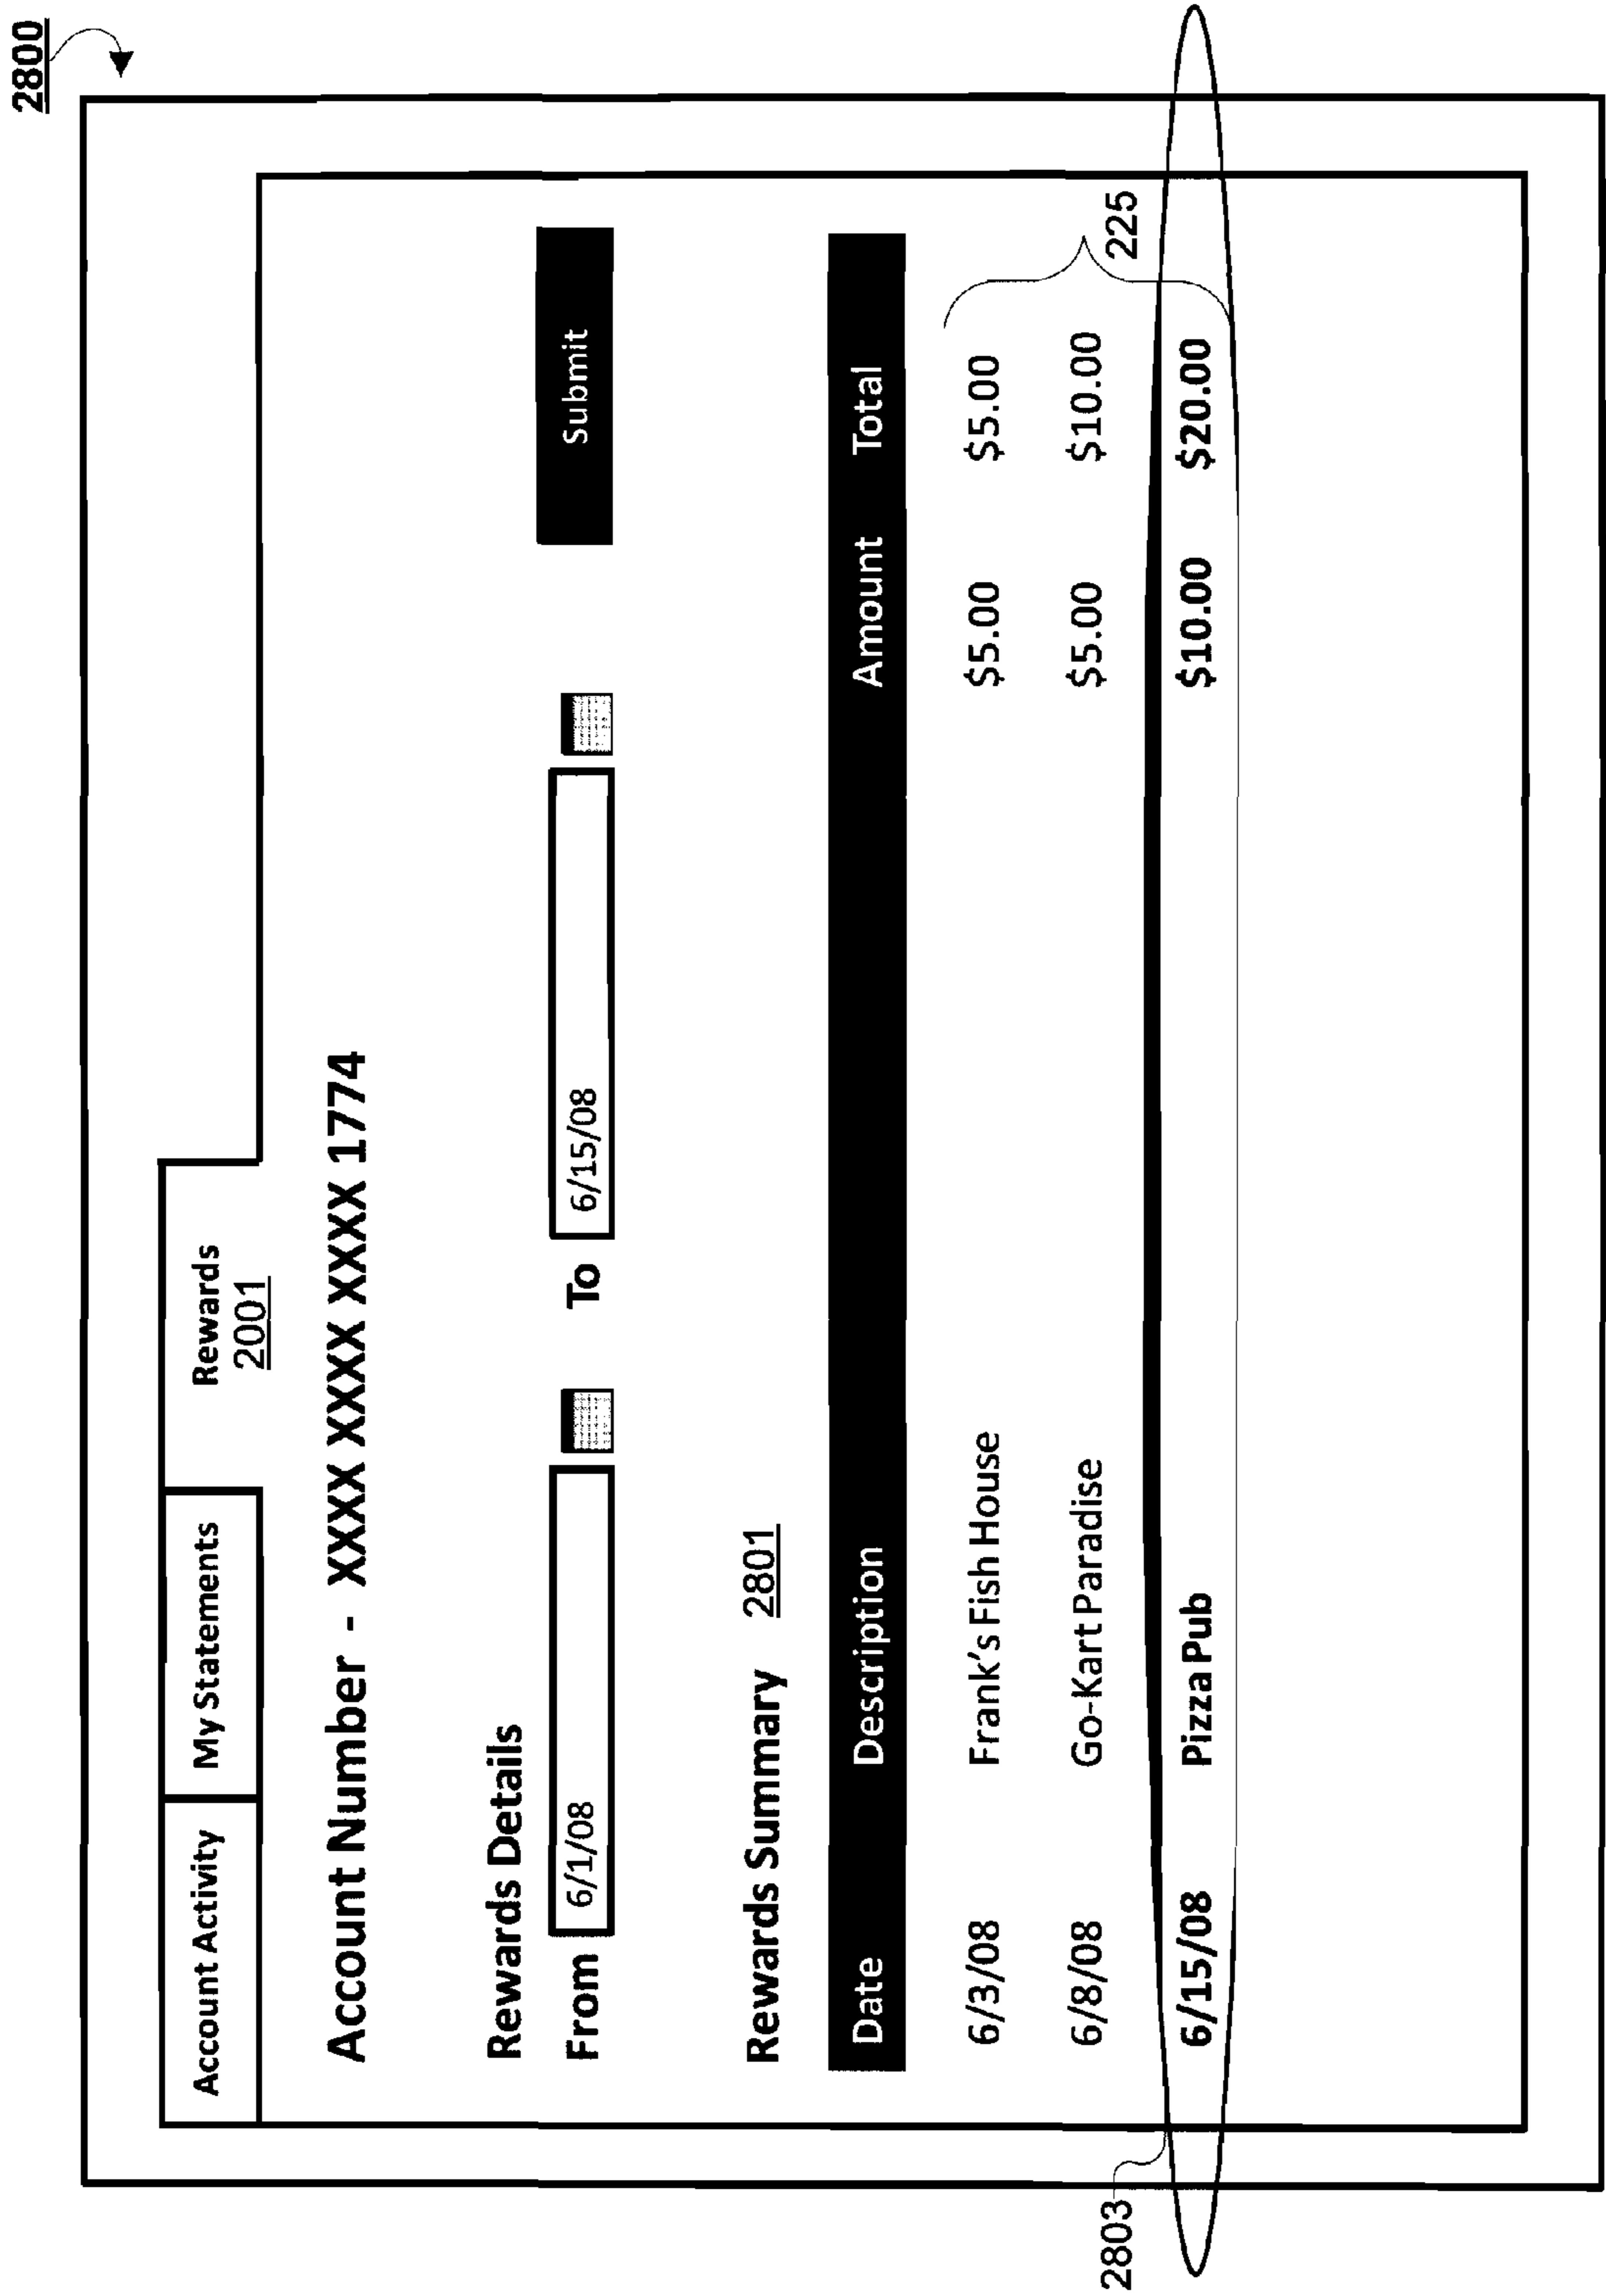 2800
Account Activity My Statements Rewards
2001
Account Number - XXXX XXXX XXXX XXXX 1774
Rewards Details
From 6/1/08 To 6/15/08 Submit
Rewards Summary 2801
Date Description Amount Total
6/3/08 Frank's Fish House $5.00 $5.00
6/8/08 Go-Kart Paradise $5.00 $10.00
225
2803
6/15/08 Pizza Pub $10.00 $20.00